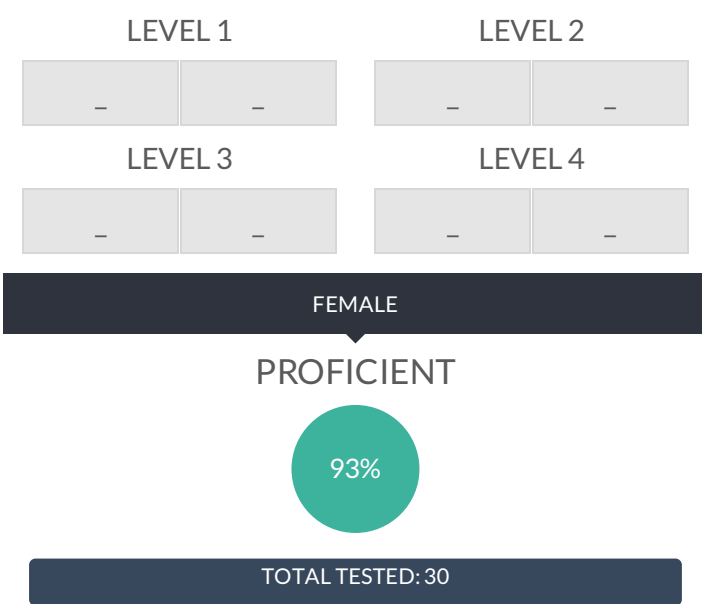 LEVEL 1 LEVEL 2
– – – –
LEVEL 3 LEVEL 4
– – – –
FEMALE
PROFICIENT
93%
TOTAL TESTED: 30